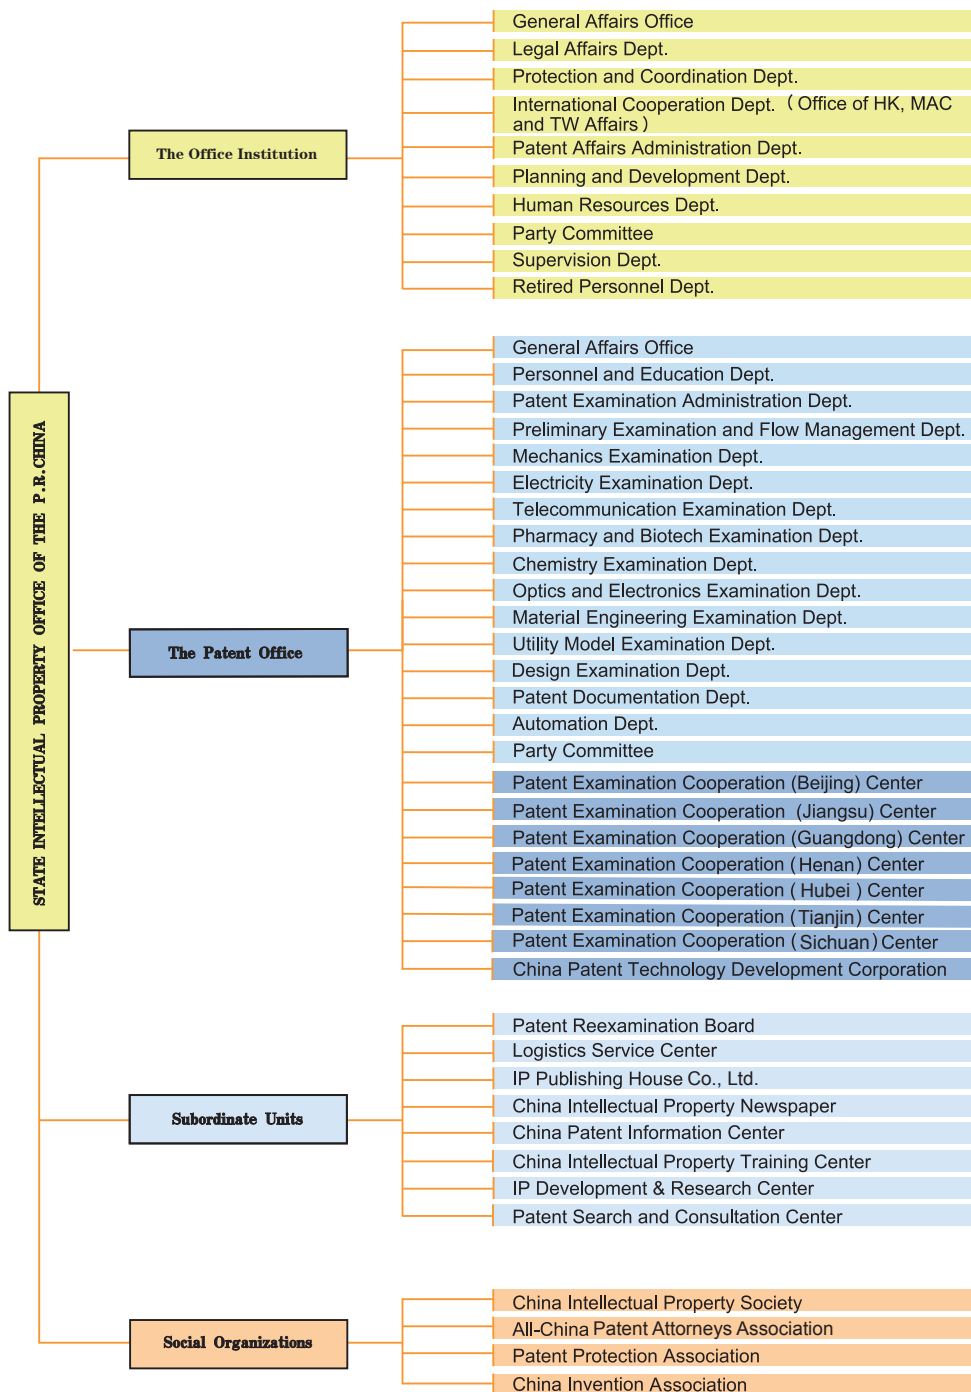 STATE INTELLECTUAL PROPERTY OFFICE OF THE P.R.CHINA
The Office Institution
General Affairs Office
Legal Affairs Dept.
Protection and Coordination Dept.
International Cooperation Dept. ( Office of HK, MAC
and TW Affairs )
Patent Affairs Administration Dept.
Planning and Development Dept.
Human Resources Dept.
Party Committee
Supervision Dept.
Retired Personnel Dept.
The Patent Office
General Affairs Office
Personnel and Education Dept.
Patent Examination Administration Dept.
Preliminary Examination and Flow Management Dept.
Mechanics Examination Dept.
Electricity Examination Dept.
Telecommunication Examination Dept.
Pharmacy and Biotech Examination Dept.
Chemistry Examination Dept.
Optics and Electronics Examination Dept.
Material Engineering Examination Dept.
Utility Model Examination Dept.
Design Examination Dept.
Patent Documentation Dept.
Automation Dept.
Party Committee
Patent Examination Cooperation (Beijing) Center
Patent Examination Cooperation (Jiangsu) Center
Patent Examination Cooperation (Guangdong) Center
Patent Examination Cooperation ( Henan) Center
Patent Examination Cooperation ( Hubei ) Center
Patent Examination Cooperation (Tianjin) Center
Patent Examination Cooperation ( Sichuan) Center
China Patent Technology Development Corporation
Subordinate Units
Patent Reexamination Board
Logistics Service Center
IP Publishing House Co., Ltd.
China Intellectual Property Newspaper
China Patent Information Center
China Intellectual Property Training Center
IP Development & Research Center
Patent Search and Consultation Center
Social Organizations
China Intellectual Property Society
All-China Patent Attorneys Association
Patent Protection Association
China Invention Association